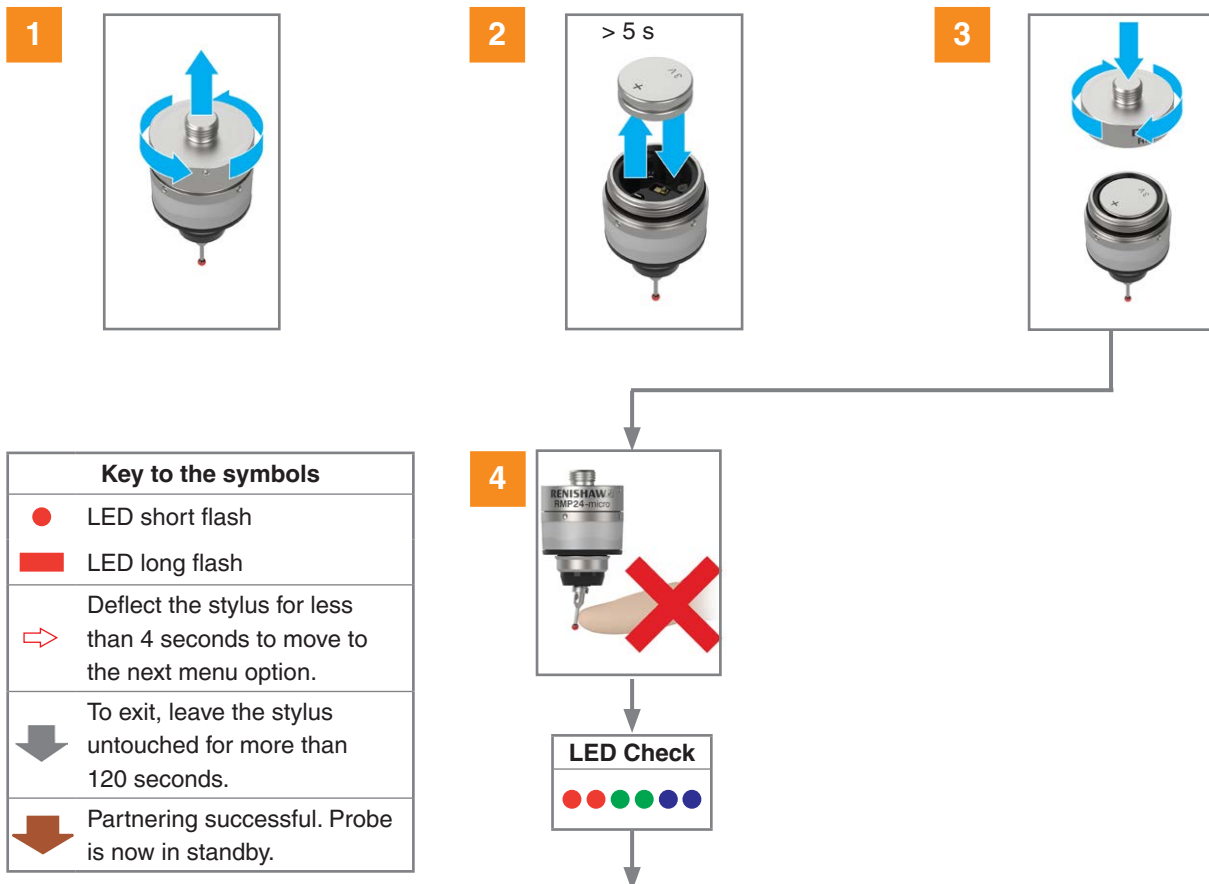 1
2
> 5 s
3V
+
3
3V
+
Key to the symbols
LED short flash
LED long flash
Deflect the stylus for less
than 4 seconds to move to
the next menu option.
To exit, leave the stylus
untouched for more than
120 seconds.
Partnering successful. Probe
is now in standby.
4
RENISHAW
RMP24-micro
LED Check